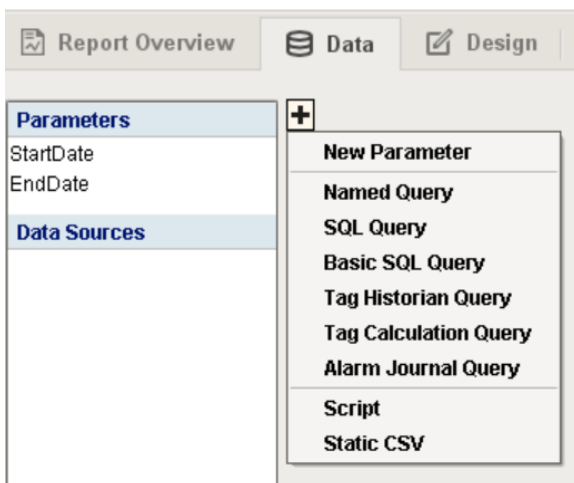 Report Overview Data Design
Parameters
StartDate
EndDate
Data Sources
New Parameter
Named Query
SQL Query
Basic SQL Query
Tag Historian Query
Tag Calculation Query
Alarm Journal Query
Script
Static CSV